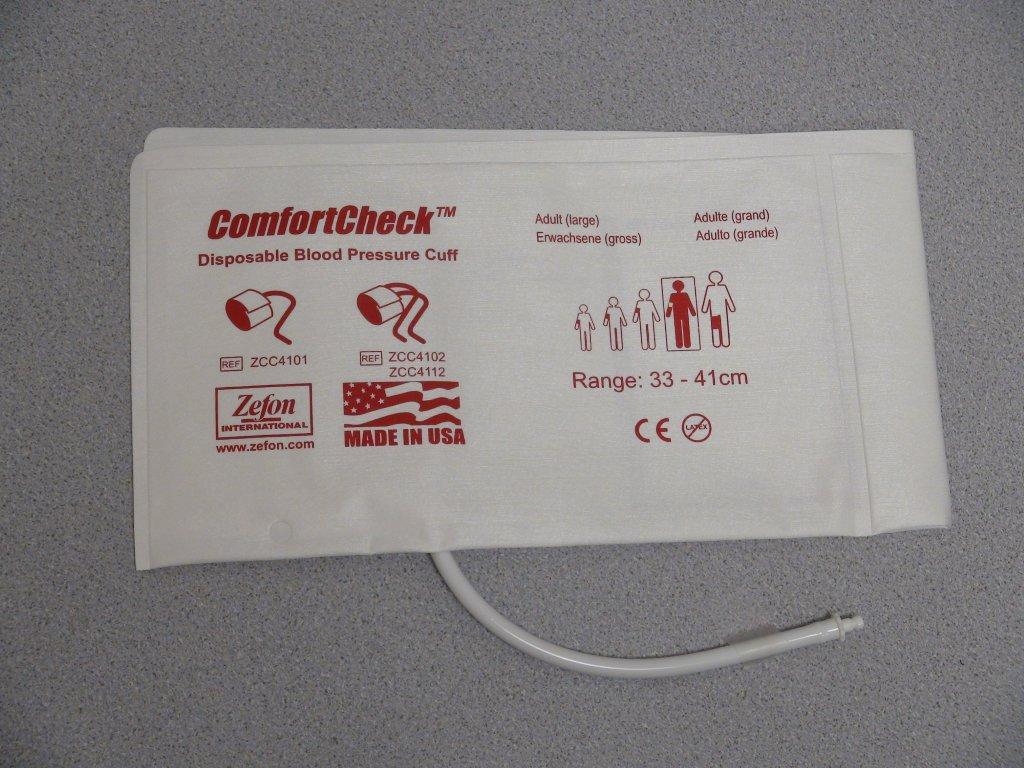 ComfortCheck™
Disposable Blood Pressure Cuff
REF ZCC4101
REF ZCC4102
ZCC4112
Zefon
INTERNATIONAL
www.zefon.com
MADE IN USA
Adult (large)
Erwachsene (gross)
Adulte (grand)
Adulto (grande)
Range: 33 - 41cm
CE
LATEX